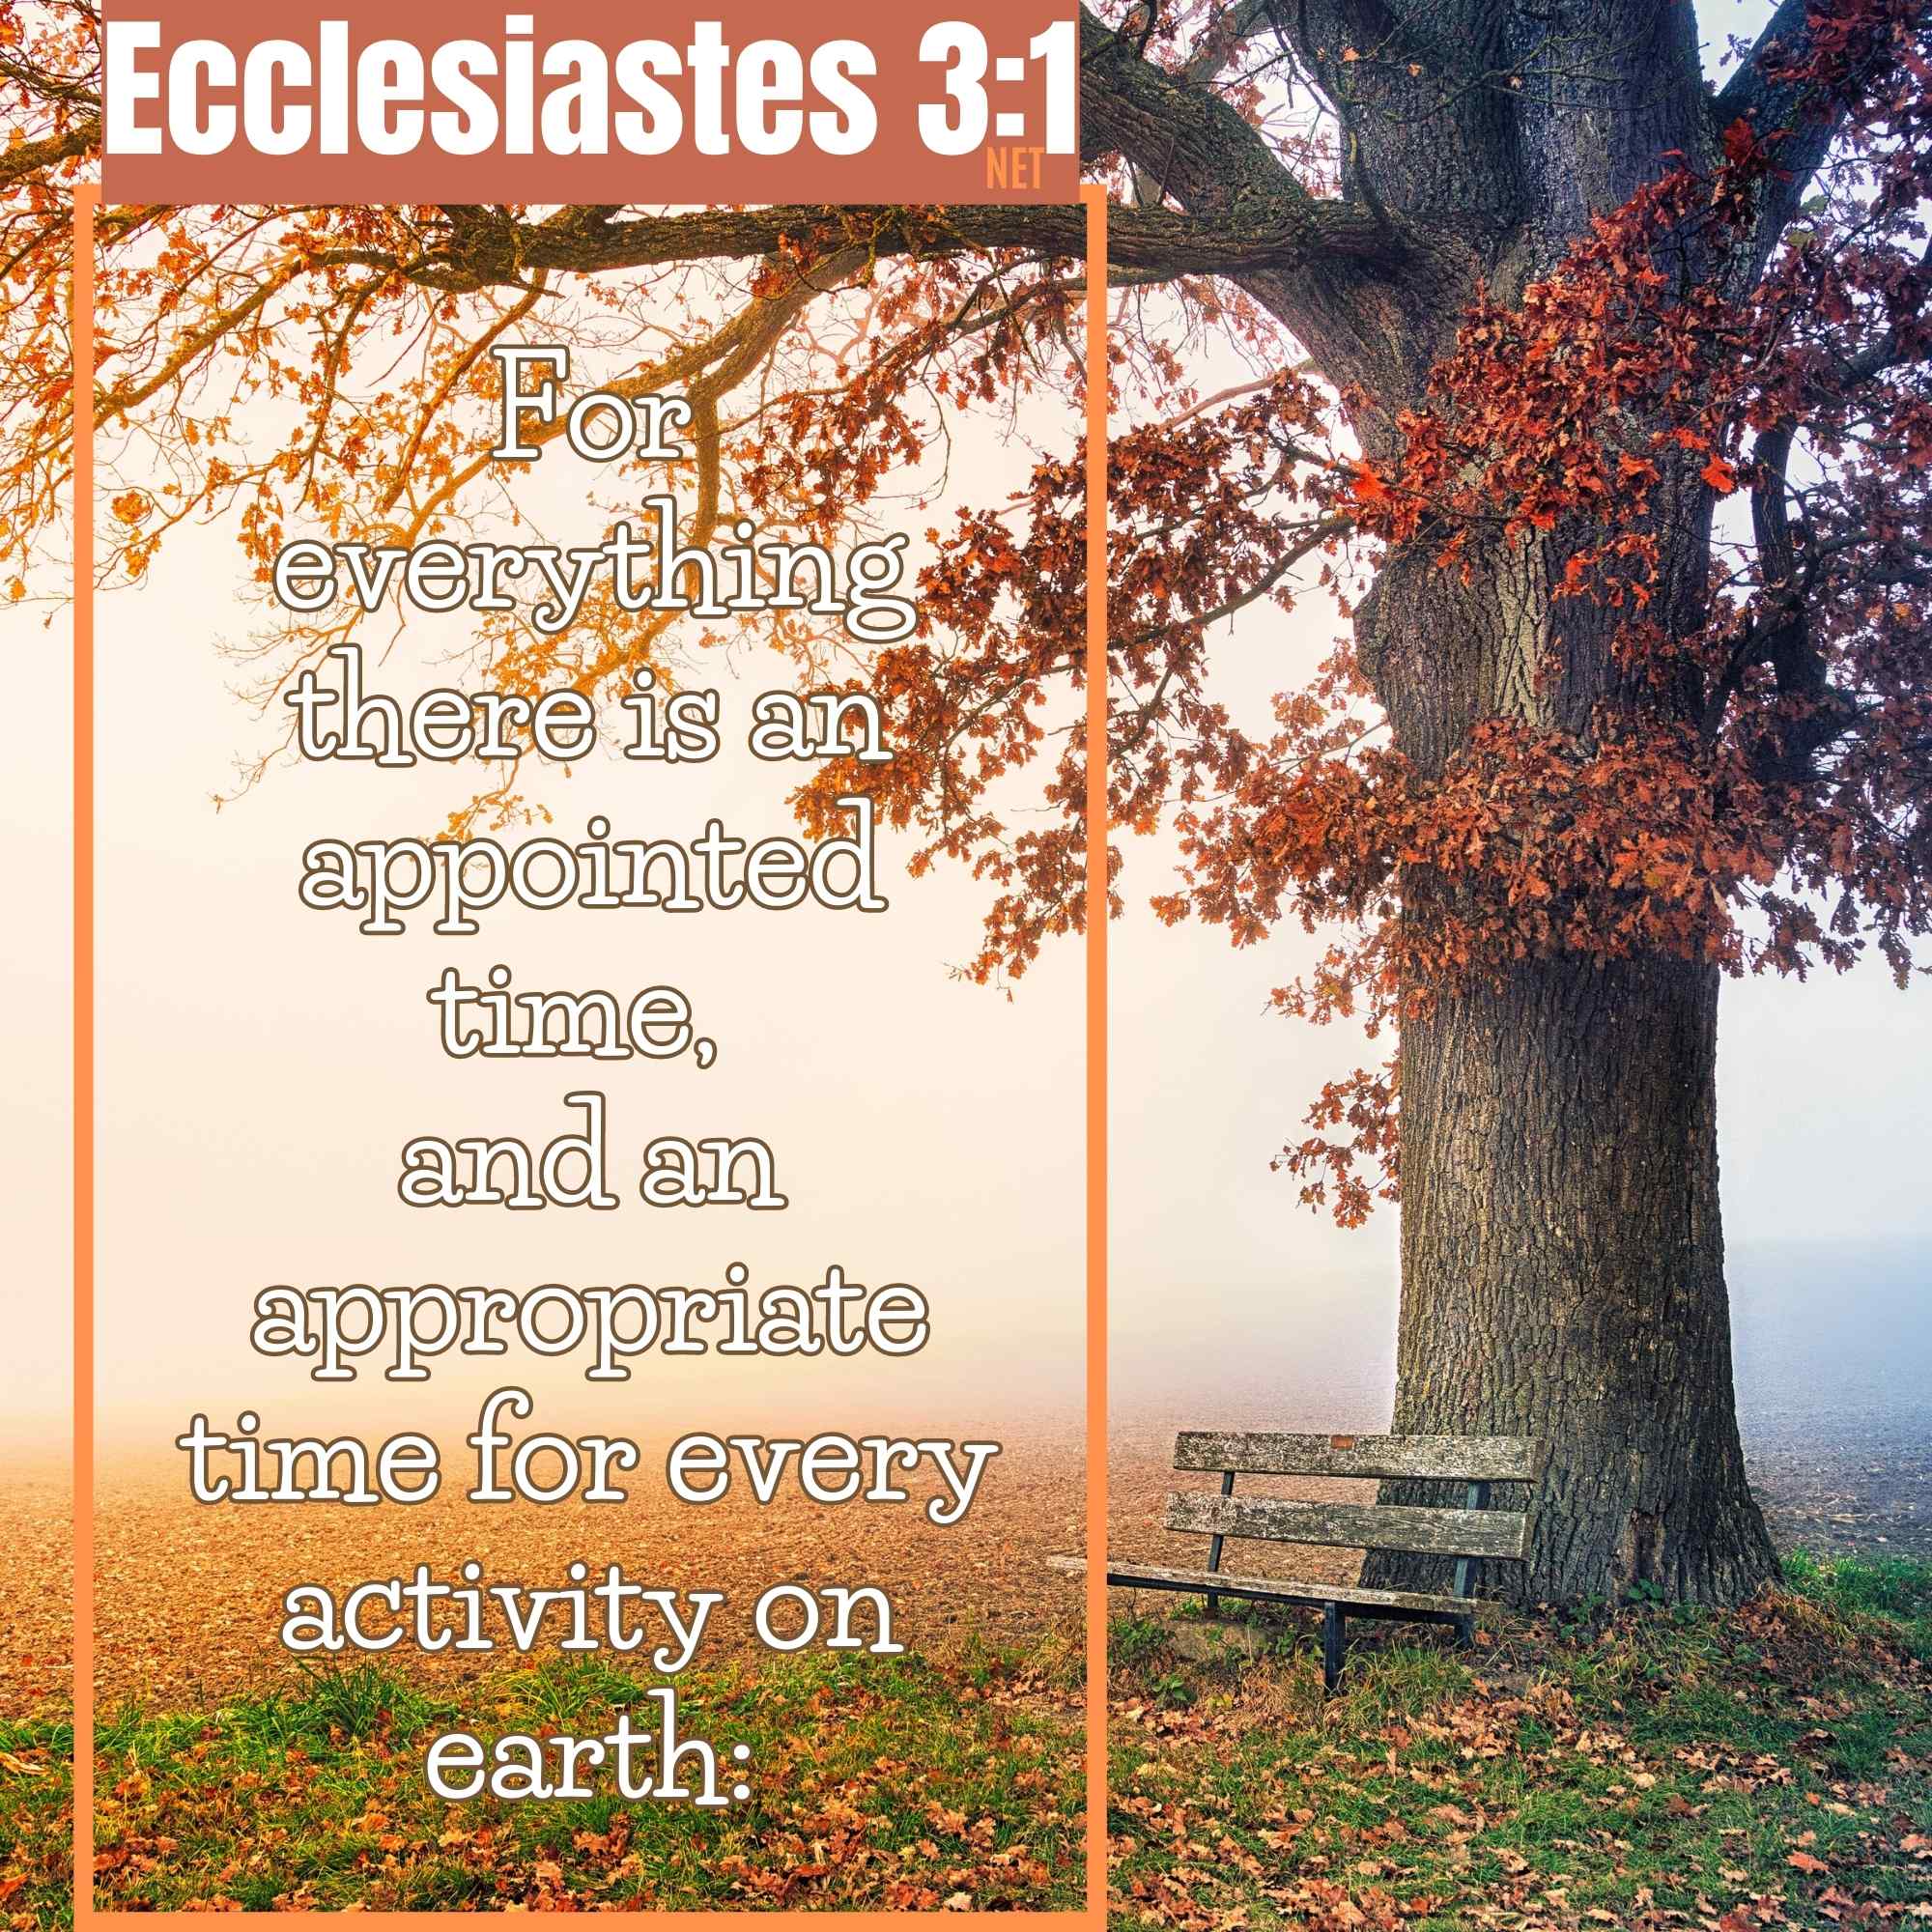 Ecclesiastes 3:1
NET
For
everything
there is an
appointed
time,
and an
appropriate
time for every
activity on
earth: